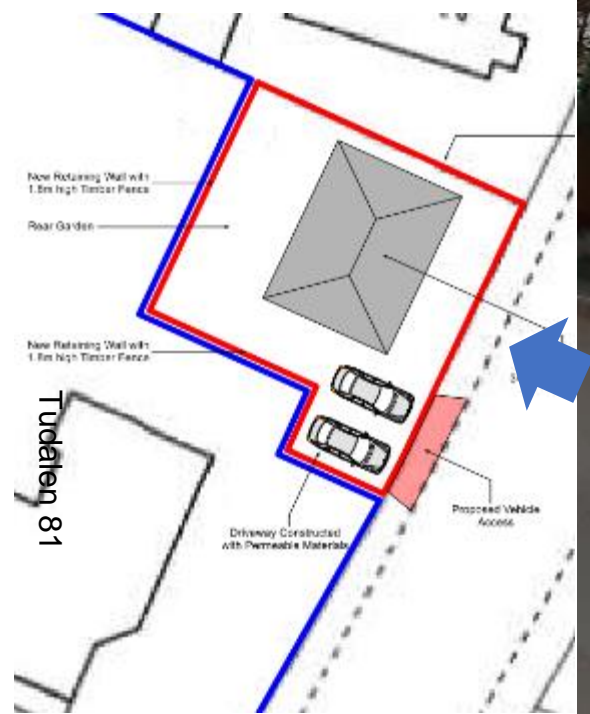 New Retaining Wall with
1.8m high Timber Fence
Rear Garden
New Retaining Wall with
1.8m high Timber Fence
Tudalen 81
Driveway Constructed
with Permeable Materials
Proposed Vehicle
Access